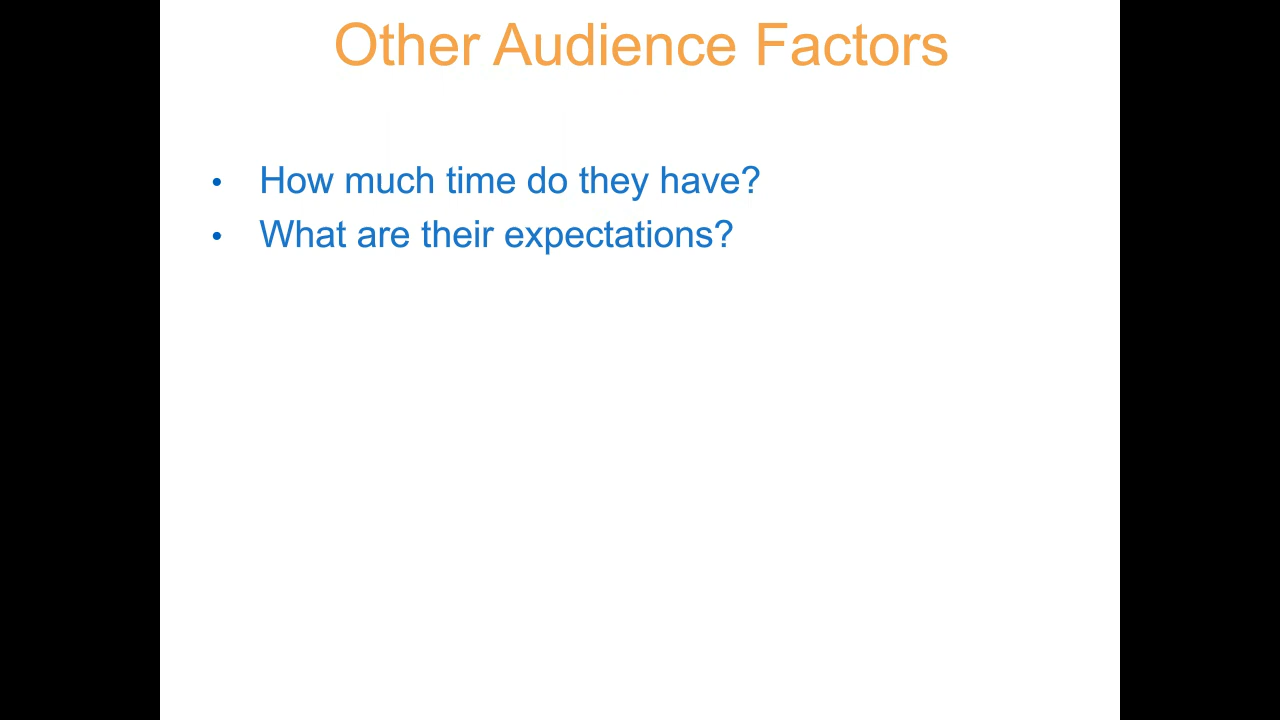 Other Audience Factors
• How much time do they have?
• What are their expectations?